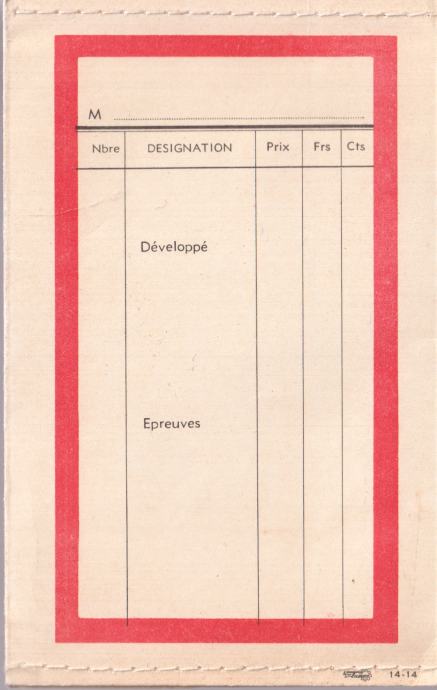 M
Nbre DESIGNATION Prix Frs Cts
Développé
Epreuves
14-14